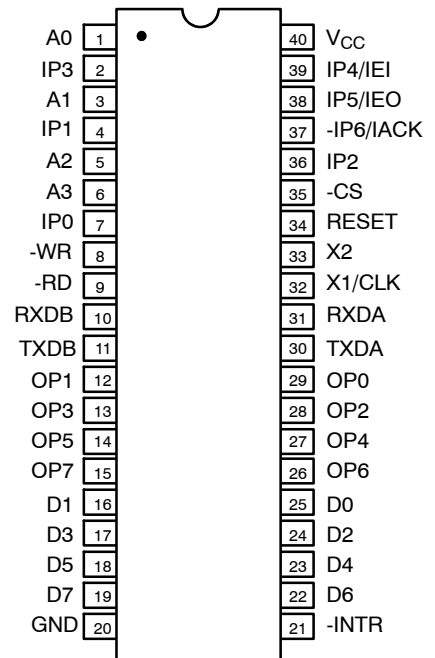 A0 1 40 VCC
IP3 2 39 IP4/IEI
A1 3 38 IP5/IEO
IP1 4 37 -IP6/IACK
A2 5 36 IP2
A3 6 35 -CS
IP0 7 34 RESET
-WR 8 33 X2
-RD 9 32 X1/CLK
RXDB 10 31 RXDA
TXDB 11 30 TXDA
OP1 12 29 OP0
OP3 13 28 OP2
OP5 14 27 OP4
OP7 15 26 OP6
D1 16 25 D0
D3 17 24 D2
D5 18 23 D4
D7 19 22 D6
GND 20 21 -INTR